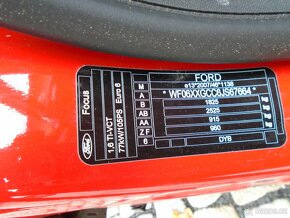 FORD
e13*2007/46*1138
*WF06XXGCC6JS67664*
M
A 1825
B 2525
AB 915
AA 960
Z F
6
DYB
Focus
1,6 Ti-VCT
77kW/105PS Euro 6
Ford